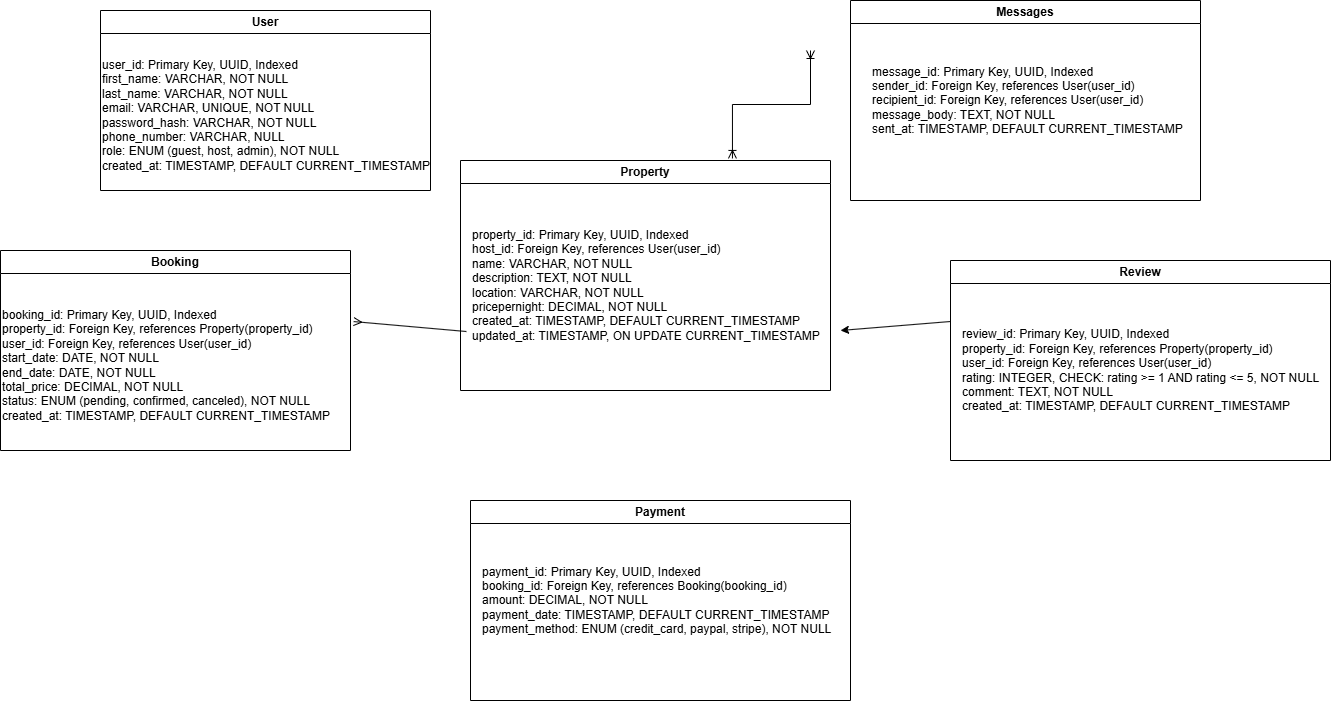 User
user_id: Primary Key, UUID, Indexed
first_name: VARCHAR, NOT NULL
last_name: VARCHAR, NOT NULL
email: VARCHAR, UNIQUE, NOT NULL
password_hash: VARCHAR, NOT NULL
phone_number: VARCHAR, NULL
role: ENUM (guest, host, admin), NOT NULL
created_at: TIMESTAMP, DEFAULT CURRENT_TIMESTAMP
Messages
message_id: Primary Key, UUID, Indexed
sender_id: Foreign Key, references User(user_id)
recipient_id: Foreign Key, references User(user_id)
message_body: TEXT, NOT NULL
sent_at: TIMESTAMP, DEFAULT CURRENT_TIMESTAMP
Property
property_id: Primary Key, UUID, Indexed
host_id: Foreign Key, references User(user_id)
name: VARCHAR, NOT NULL
description: TEXT, NOT NULL
location: VARCHAR, NOT NULL
pricepernight: DECIMAL, NOT NULL
created_at: TIMESTAMP, DEFAULT CURRENT_TIMESTAMP
updated_at: TIMESTAMP, ON UPDATE CURRENT_TIMESTAMP
Booking
booking_id: Primary Key, UUID, Indexed
property_id: Foreign Key, references Property(property_id)
user_id: Foreign Key, references User(user_id)
start_date: DATE, NOT NULL
end_date: DATE, NOT NULL
total_price: DECIMAL, NOT NULL
status: ENUM (pending, confirmed, canceled), NOT NULL
created_at: TIMESTAMP, DEFAULT CURRENT_TIMESTAMP
Review
review_id: Primary Key, UUID, Indexed
property_id: Foreign Key, references Property(property_id)
user_id: Foreign Key, references User(user_id)
rating: INTEGER, CHECK: rating >= 1 AND rating <= 5, NOT NULL
comment: TEXT, NOT NULL
created_at: TIMESTAMP, DEFAULT CURRENT_TIMESTAMP
Payment
payment_id: Primary Key, UUID, Indexed
booking_id: Foreign Key, references Booking(booking_id)
amount: DECIMAL, NOT NULL
payment_date: TIMESTAMP, DEFAULT CURRENT_TIMESTAMP
payment_method: ENUM (credit_card, paypal, stripe), NOT NULL